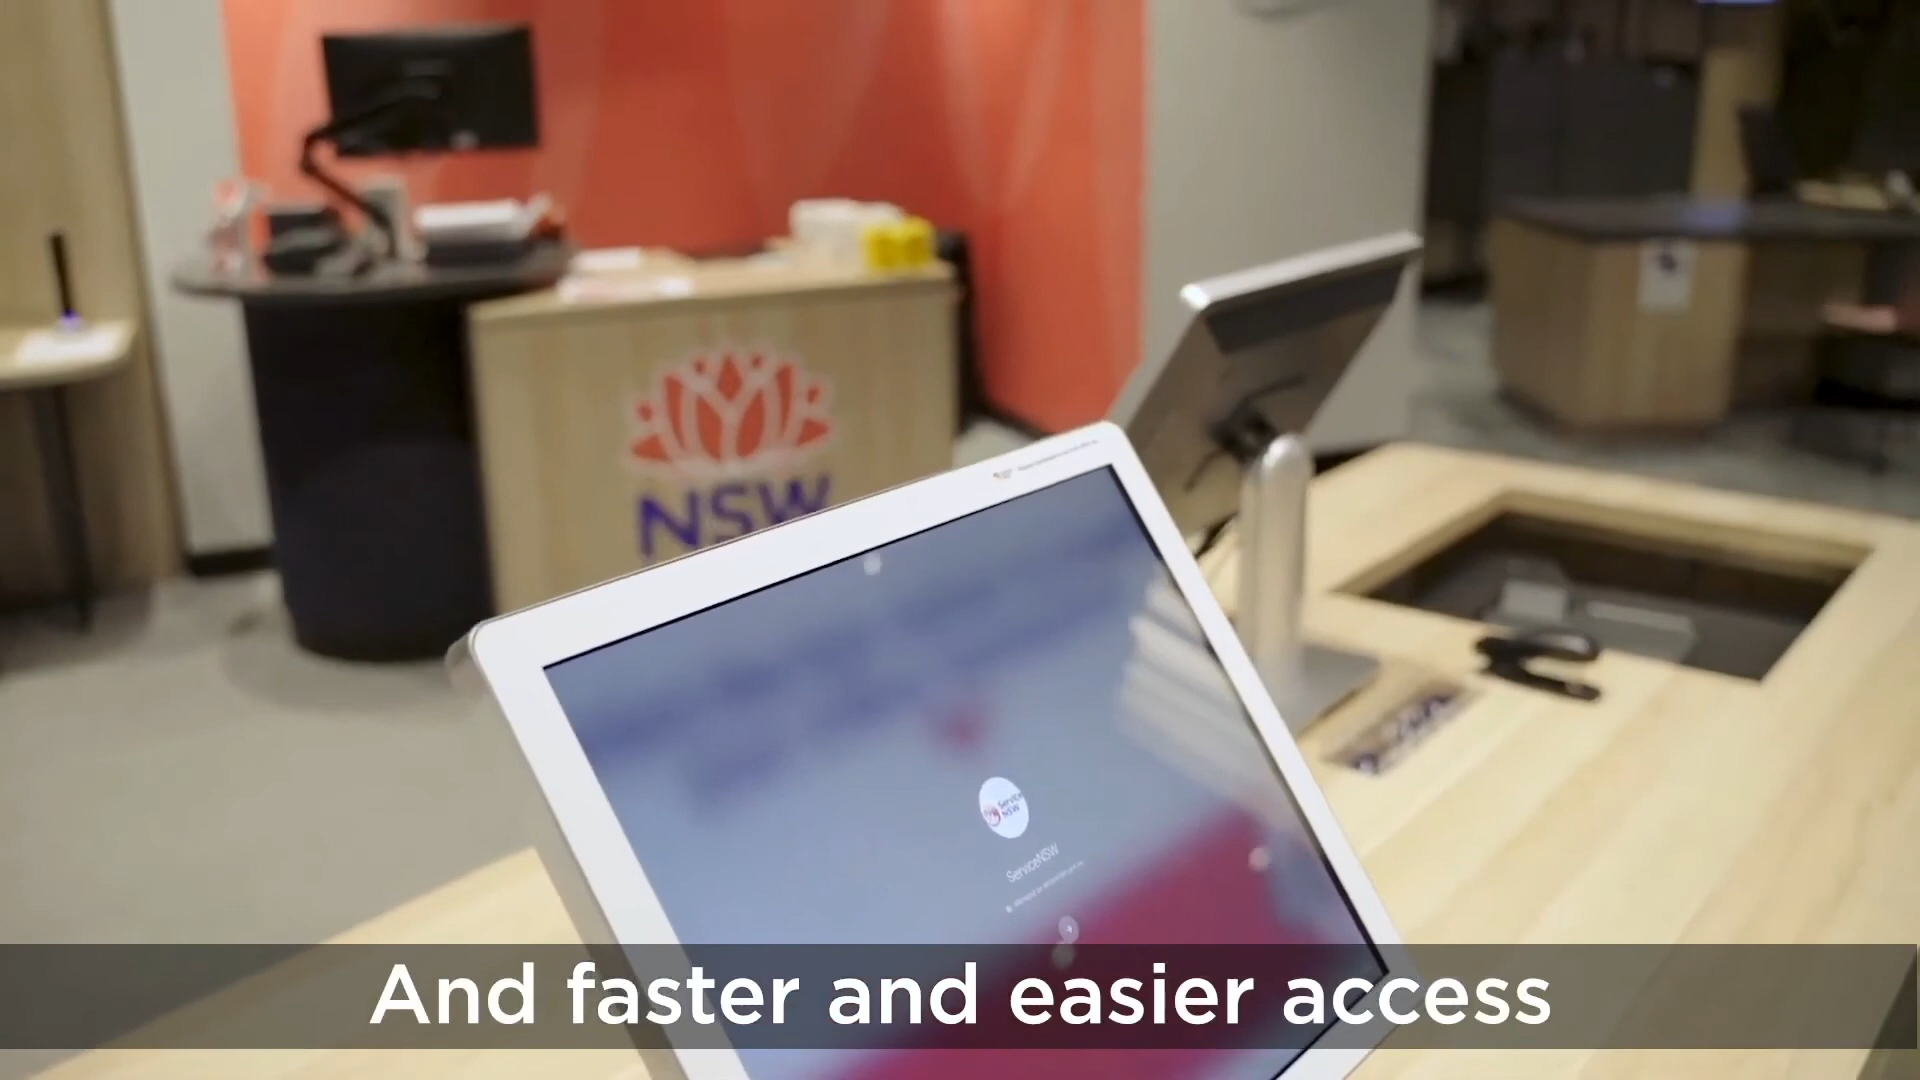 NSW
Service
NSW
ServiceNSW
And faster and easier access